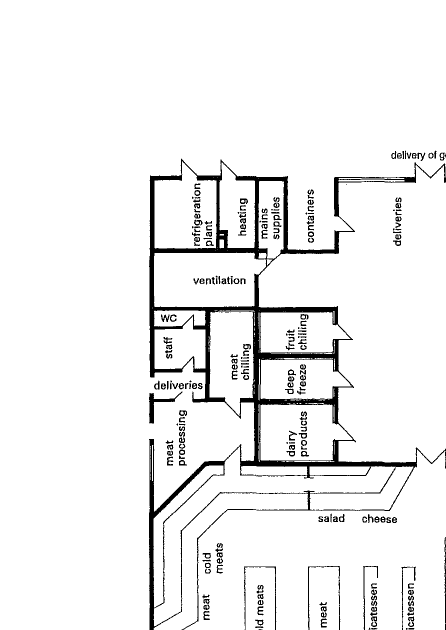 delivery of g
refrigeration
plant
heating
mains
supplies
containers
deliveries
ventilation
WC
staff
meat
chilling
fruit
chilling
deep
freeze
deliveries
meat
processing
dairy
products
salad
cheese
cold
meats
meat
old meats
meat
icatessen
icatessen